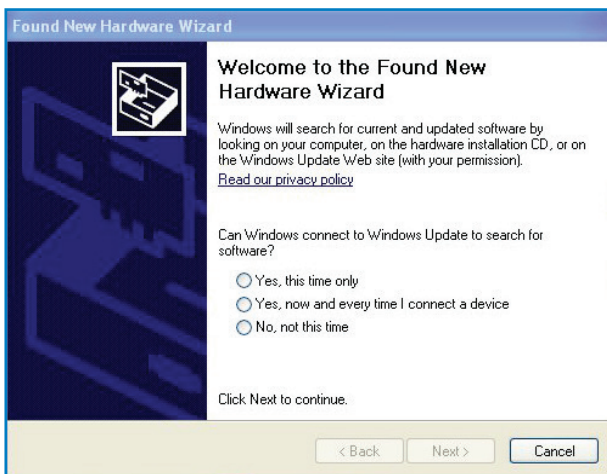 Found New Hardware Wizard
Welcome to the Found New
Hardware Wizard
Windows will search for current and updated software by
looking on your computer, on the hardware installation CD, or on
the Windows Update Web site (with your permission).
Read our privacy policy
Can Windows connect to Windows Update to search for
software?
Yes, this time only
Yes, now and every time I connect a device
No, not this time
Click Next to continue.
< Back
Next >
Cancel